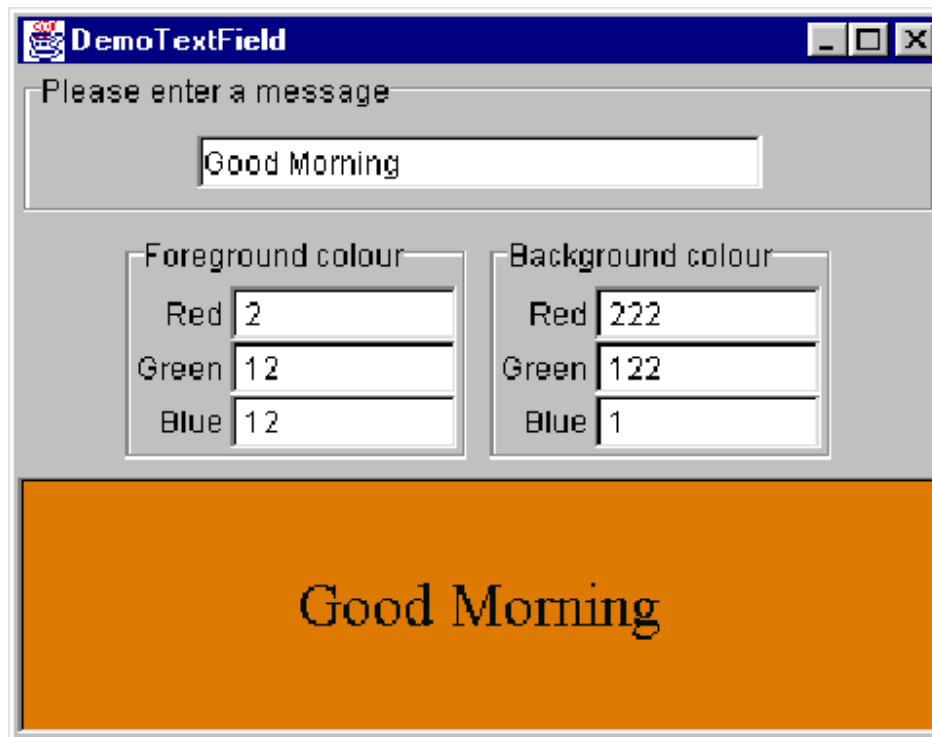 DemoTextField
Please enter a message
Good Morning
Foreground colour
Red 2
Green 12
Blue 12
Background colour
Red 222
Green 122
Blue 1
Good Morning